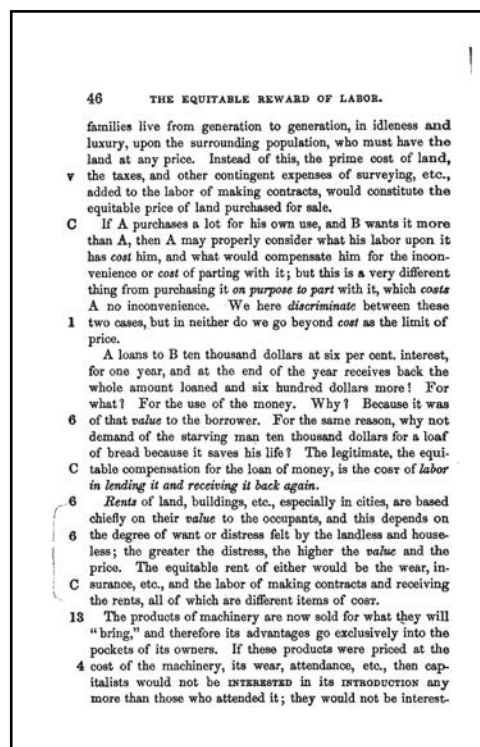 46 THE EQUITABLE REWARD OF LABOR.
families live from generation to generation, in idleness and
luxury, upon the surrounding population, who must have the
land at any price. Instead of this, the prime cost of land,
v the taxes, and other contingent expenses of surveying, etc.,
added to the labor of making contracts, would constitute the
equitable price of land purchased for sale.
C If A purchases a lot for his own use, and B wants it more
than A, then A may properly consider what his labor upon it
has cost him, and what would compensate him for the incon-
venience or cost of parting with it; but this is a very different
thing from purchasing it on purpose to part with it, which costs
A no inconvenience. We here discriminate between these
1 two cases, but in neither do we go beyond cost as the limit of
price.
A loans to B ten thousand dollars at six per cent. interest,
for one year, and at the end of the year receives back the
whole amount loaned and six hundred dollars more! For
what? For the use of the money. Why? Because it was
6 of that value to the borrower. For the same reason, why not
demand of the starving man ten thousand dollars for a loaf
of bread because it saves his life? The legitimate, the equi-
C table compensation for the loan of money, is the COST of labor
in lending it and receiving it back again.
6 Rents of land, buildings, etc., especially in cities, are based
chiefly on their value to the occupants, and this depends on
6 the degree of want or distress felt by the landless and house-
less; the greater the distress, the higher the value and the
price. The equitable rent of either would be the wear, in-
C surance, etc., and the labor of making contracts and receiving
the rents, all of which are different items of COST.
13 The products of machinery are now sold for what they will
"bring," and therefore its advantages go exclusively into the
pockets of its owners. If these products were priced at the
4 cost of the machinery, its wear, attendance, etc., then cap-
italists would not be INTERESTED in its INTRODUCTION any
more than those who attended it; they would not be interest-